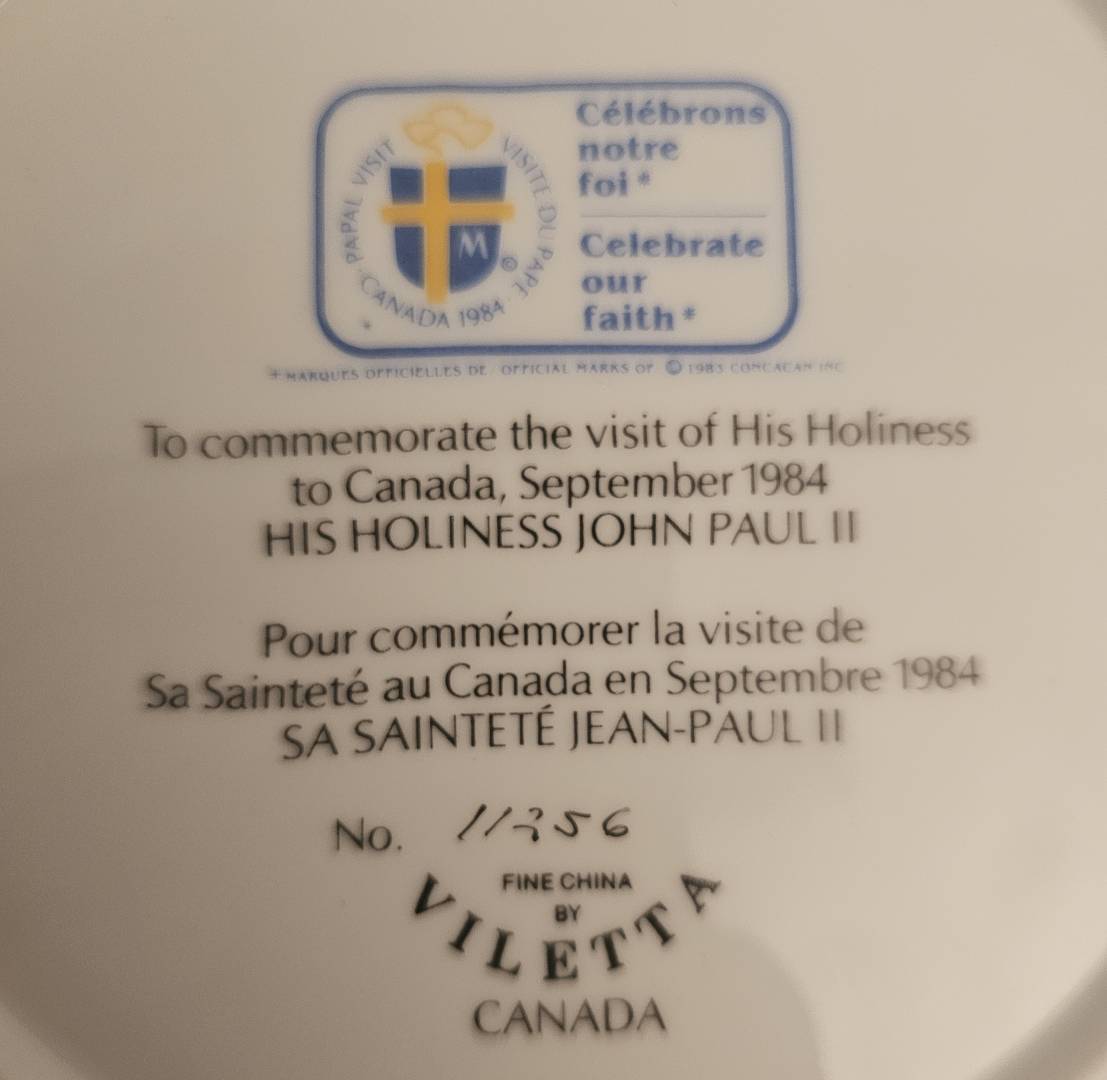 PAPAL VISIT · CANADA 1984 · VISITE DU PAPE
M ©
Célébrons
notre
foi*
Celebrate
our
faith*
*MARQUES OFFICIELLES DE/OFFICIAL MARKS OF © 1983 CONCACAN INC
To commemorate the visit of His Holiness
to Canada, September 1984
HIS HOLINESS JOHN PAUL II
Pour commémorer la visite de
Sa Sainteté au Canada en Septembre 1984
SA SAINTETÉ JEAN-PAUL II
No. 11356
FINE CHINA
BY
VILETTA
CANADA